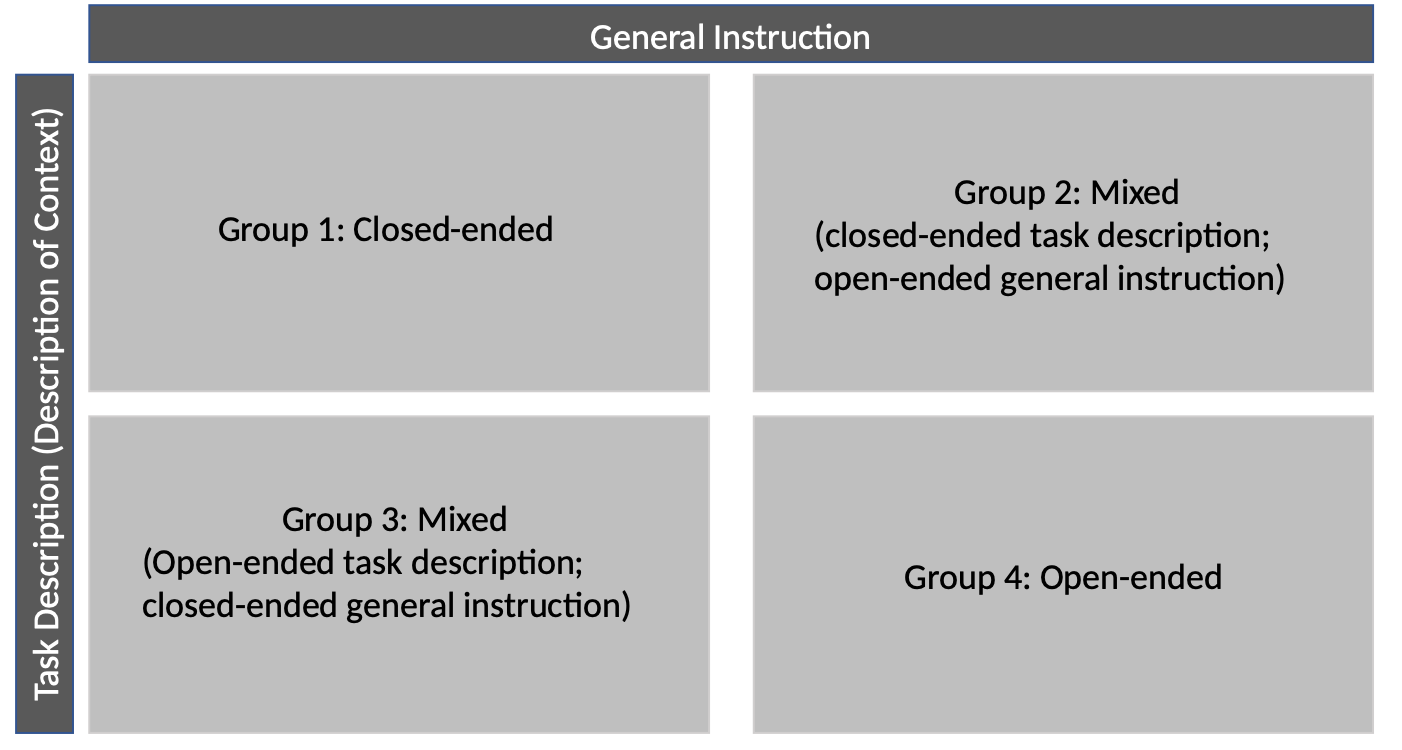 General Instruction
Task Description (Description of Context)
Group 1: Closed-ended
Group 2: Mixed
(closed-ended task description;
open-ended general instruction)
Group 3: Mixed
(Open-ended task description;
closed-ended general instruction)
Group 4: Open-ended